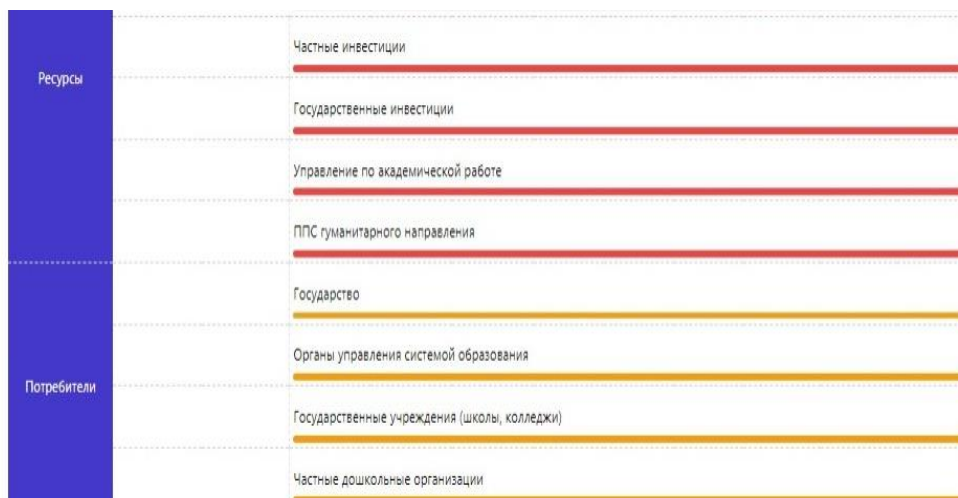 Ресурсы
Частные инвестиции
Государственные инвестиции
Управление по академической работе
ППС гуманитарного направления
Потребители
Государство
Органы управления системой образования
Государственные учреждения (школы, колледжи)
Частные дошкольные организации